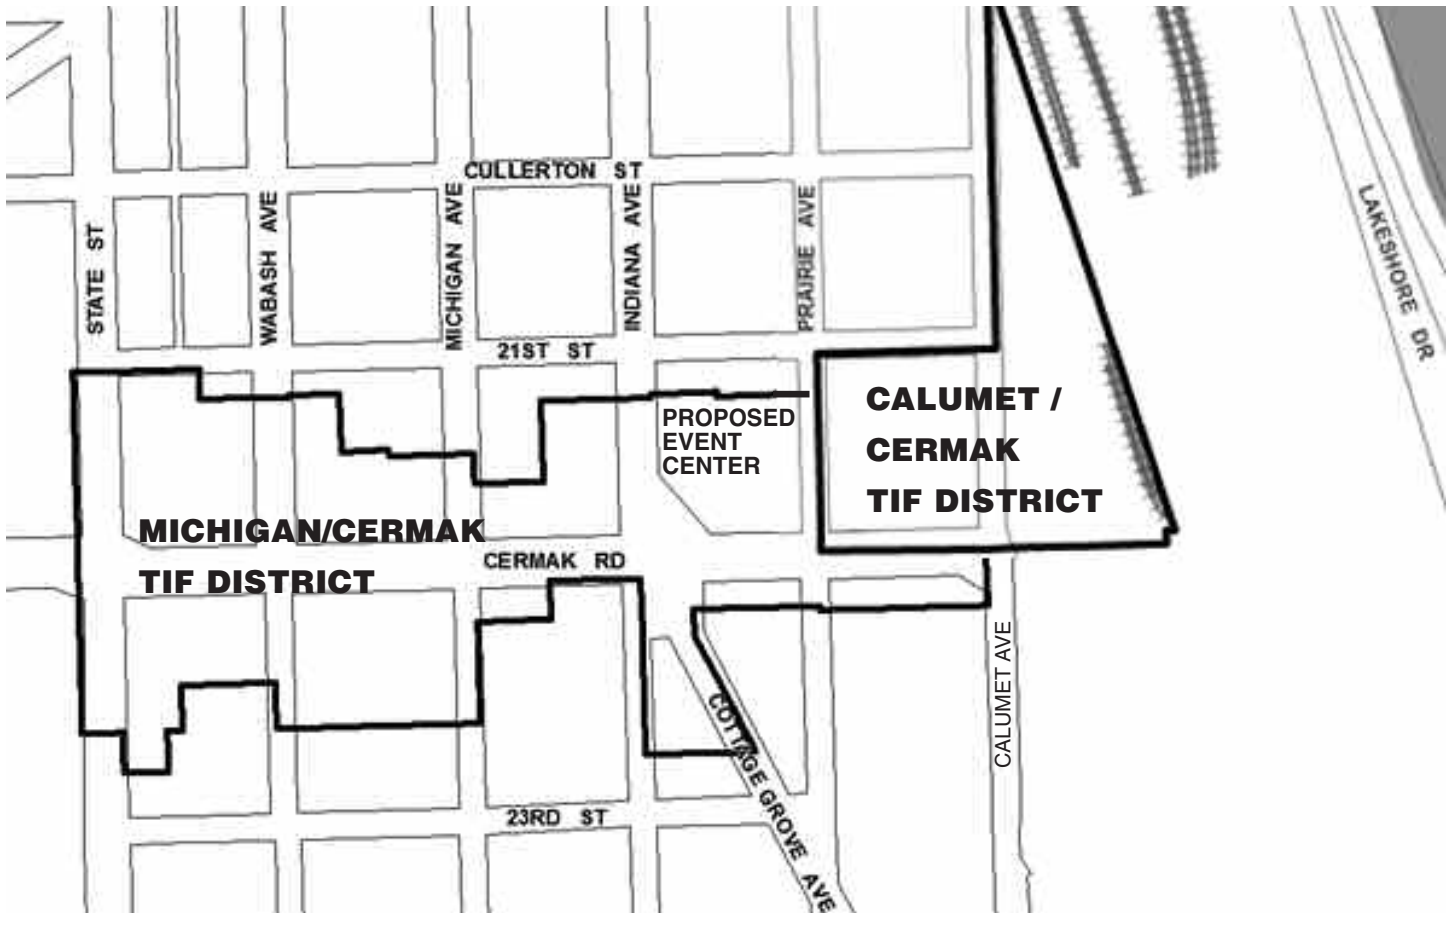 CULLERTON ST
STATE ST
WABASH AVE
MICHIGAN AVE
INDIANA AVE
PRAIRIE AVE
LAKESHORE DR
21ST ST
PROPOSED
EVENT
CENTER
CALUMET /
CERMAK
TIF DISTRICT
MICHIGAN/CERMAK
TIF DISTRICT
CERMAK RD
CALUMET AVE
COTTAGE GROVE AVE
23RD ST